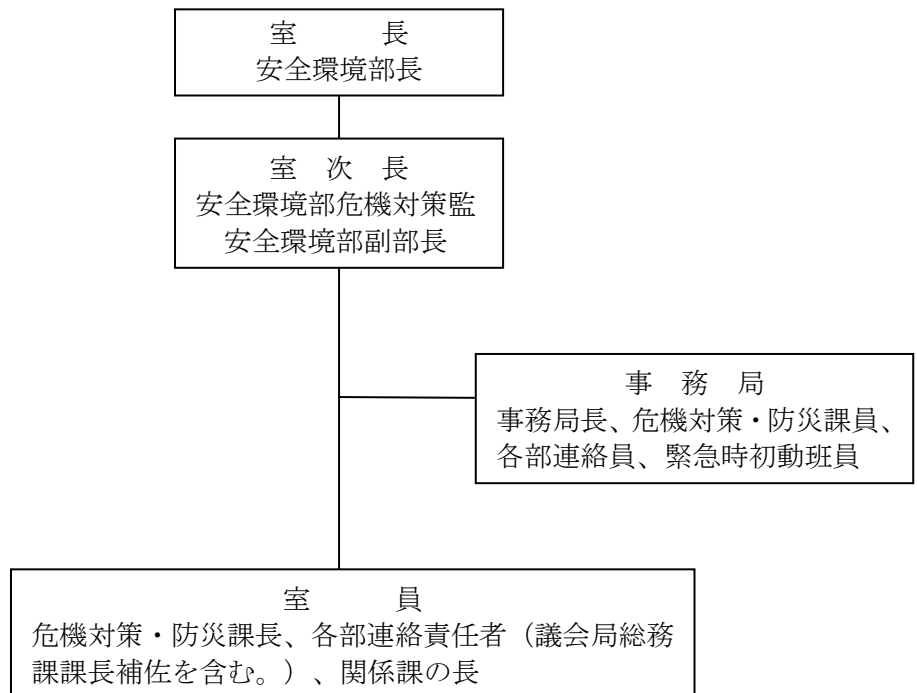 室　　　長
安全環境部長
室　次　長
安全環境部危機対策監
安全環境部副部長
事　務　局
事務局長、危機対策・防災課員、
各部連絡員、緊急時初動班員
室　　　員
危機対策・防災課長、各部連絡責任者（議会局総務
課課長補佐を含む。）、関係課の長